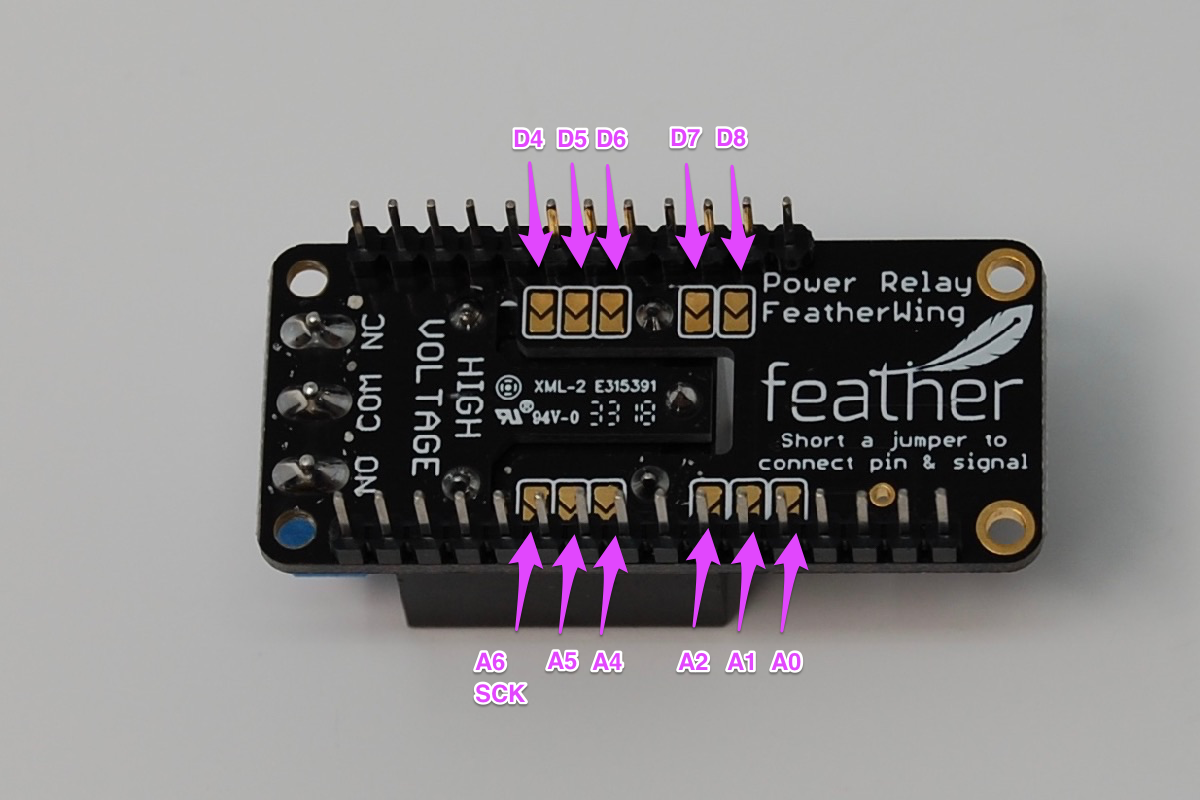 D4 D5 D6 D7 D8
Power Relay
FeatherWing
feather
Short a jumper to
connect pin & signal
NC
COM
NO
HIGH
VOLTAGE
XML-2 E315391
94V-0 3318
A6 A5 A4 A2 A1 A0
SCK